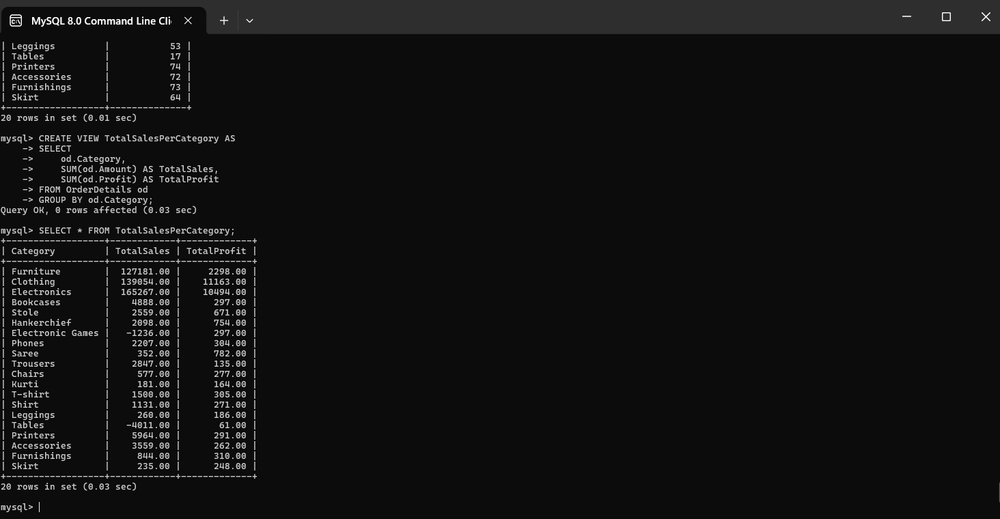 MySQL 8.0 Command Line Cli
| Leggings         |           53 |
| Tables           |           17 |
| Printers         |           74 |
| Accessories      |           72 |
| Furnishings      |           73 |
| Skirt            |           64 |
+------------------+--------------+
20 rows in set (0.01 sec)
mysql> CREATE VIEW TotalSalesPerCategory AS
    -> SELECT
    ->     od.Category,
    ->     SUM(od.Amount) AS TotalSales,
    ->     SUM(od.Profit) AS TotalProfit
    -> FROM OrderDetails od
    -> GROUP BY od.Category;
Query OK, 0 rows affected (0.03 sec)
mysql> SELECT * FROM TotalSalesPerCategory;
+------------------+------------+-------------+
| Category         | TotalSales | TotalProfit |
+------------------+------------+-------------+
| Furniture        |  127181.00 |     2298.00 |
| Clothing         |  139054.00 |    11163.00 |
| Electronics      |  165267.00 |    10494.00 |
| Bookcases        |    4888.00 |      297.00 |
| Stole            |    2559.00 |      671.00 |
| Hankerchief      |    2098.00 |      754.00 |
| Electronic Games |   -1236.00 |      297.00 |
| Phones           |    2207.00 |      304.00 |
| Saree            |     352.00 |      782.00 |
| Trousers         |    2847.00 |      135.00 |
| Chairs           |     577.00 |      277.00 |
| Kurti            |     181.00 |      164.00 |
| T-shirt          |    1500.00 |      305.00 |
| Shirt            |    1131.00 |      271.00 |
| Leggings         |     260.00 |      186.00 |
| Tables           |   -4011.00 |       61.00 |
| Printers         |    5964.00 |      291.00 |
| Accessories      |    3559.00 |      262.00 |
| Furnishings      |     844.00 |      310.00 |
| Skirt            |     235.00 |      248.00 |
+------------------+------------+-------------+
20 rows in set (0.03 sec)
mysql>